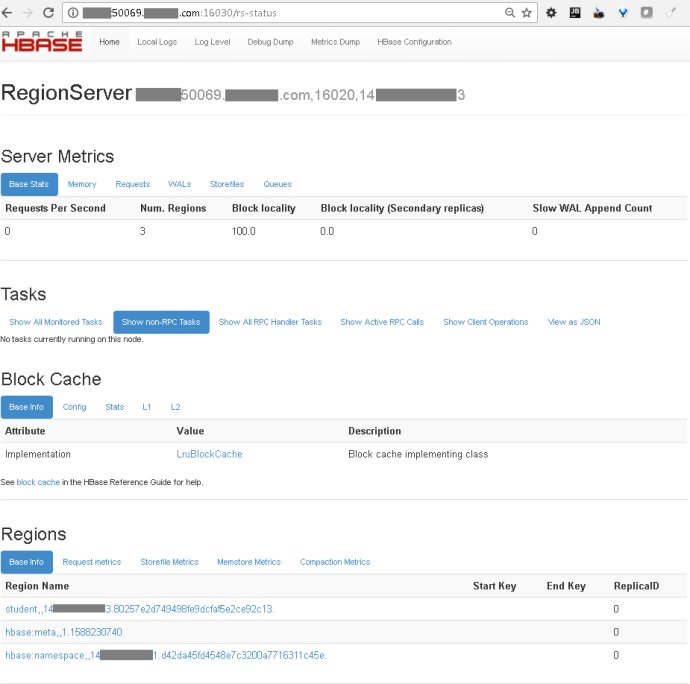 50069. .com:16030/rs-status
APACHE
HBASE Home Local Logs Log Level Debug Dump Metrics Dump HBase Configuration
RegionServer 50069. .com,16020,14 3
Server Metrics
Base Stats Memory Requests WALs Storefiles Queues
Requests Per Second Num. Regions Block locality Block locality (Secondary replicas) Slow WAL Append Count
0 3 100.0 0.0 0
Tasks
Show All Monitored Tasks Show non-RPC Tasks Show All RPC Handler Tasks Show Active RPC Calls Show Client Operations View as JSON
No tasks currently running on this node.
Block Cache
Base Info Config Stats L1 L2
Attribute Value Description
Implementation LruBlockCache Block cache implementing class
See block cache in the HBase Reference Guide for help.
Regions
Base Info Request metrics Storefile Metrics Memstore Metrics Compaction Metrics
Region Name Start Key End Key ReplicaID
student,,14 3.80257e2d749498fe9dcfaf5e2ce92c13. 0
hbase:meta,,1.1588230740 0
hbase:namespace,,14 1.d42da45fd4548e7c3200a7716311c45e. 0